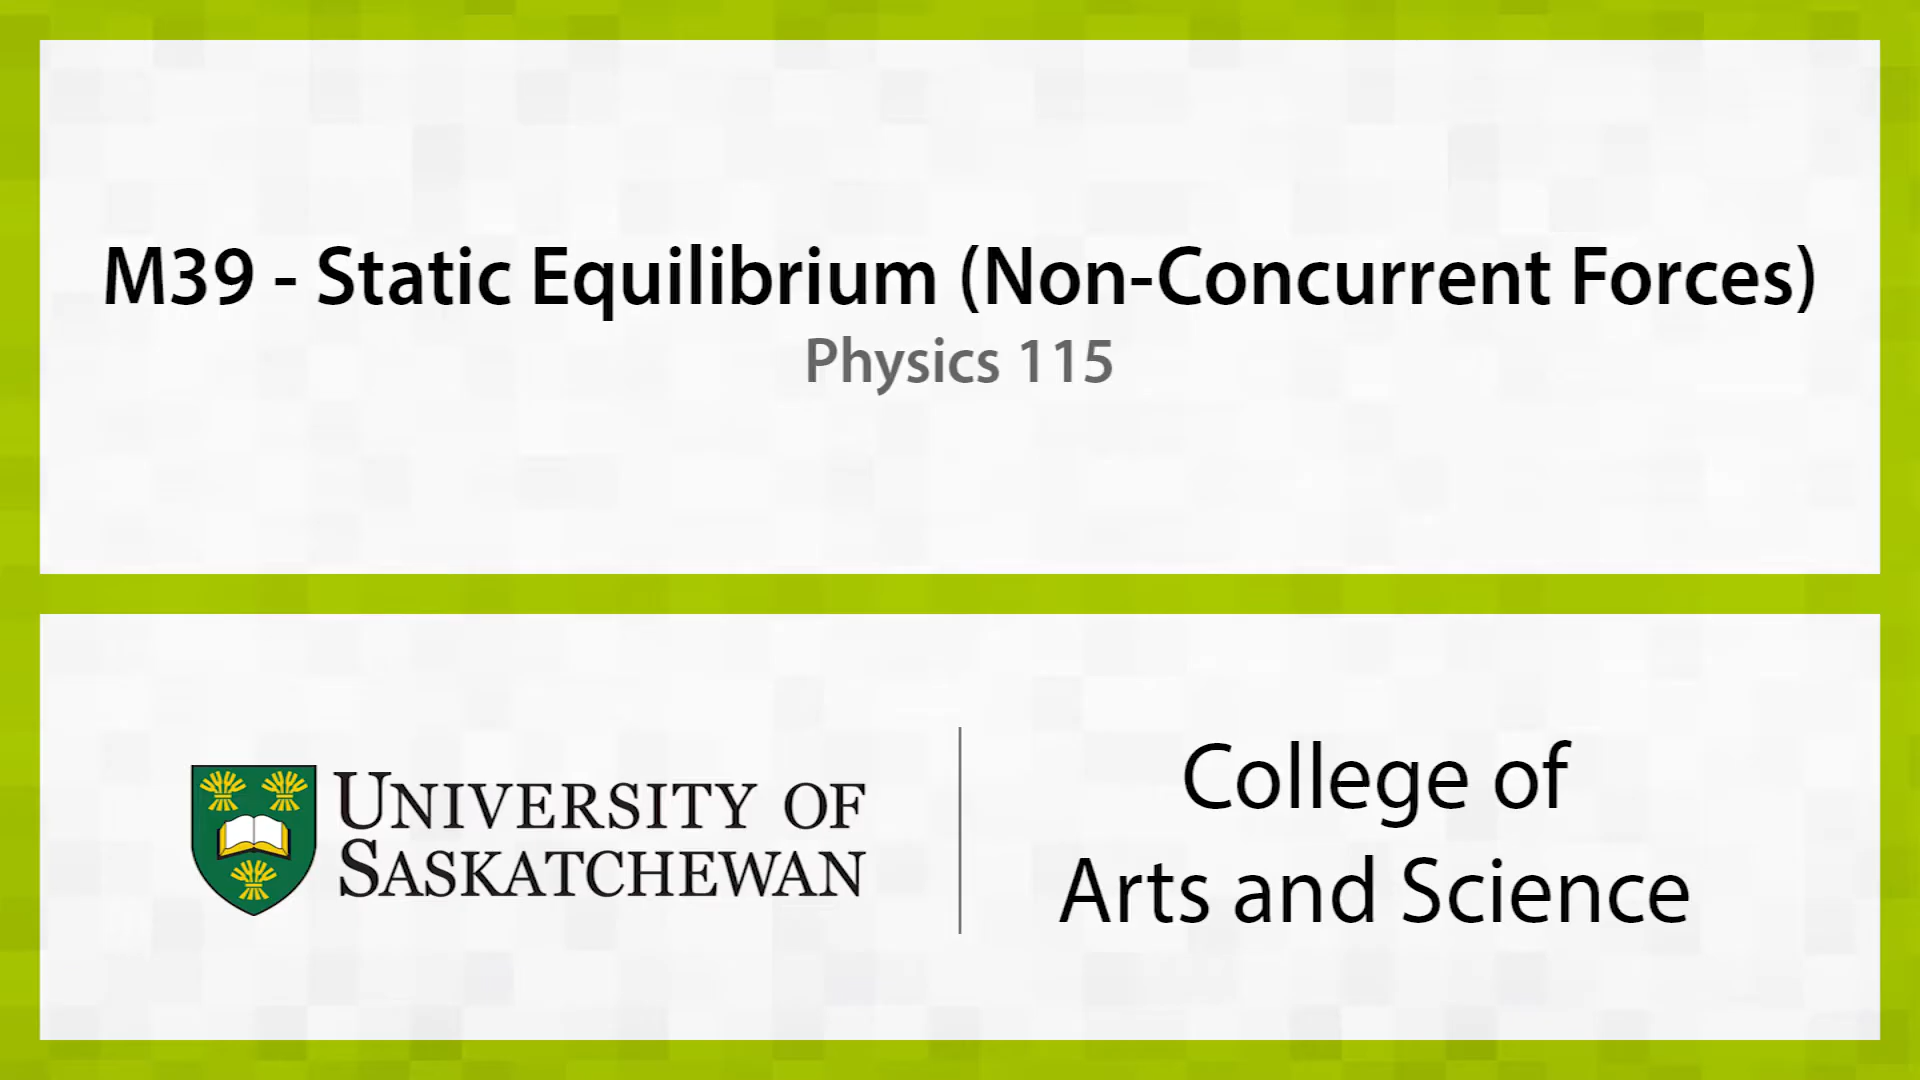 M39 - Static Equilibrium (Non-Concurrent Forces)
Physics 115
UNIVERSITY OF
SASKATCHEWAN
College of
Arts and Science